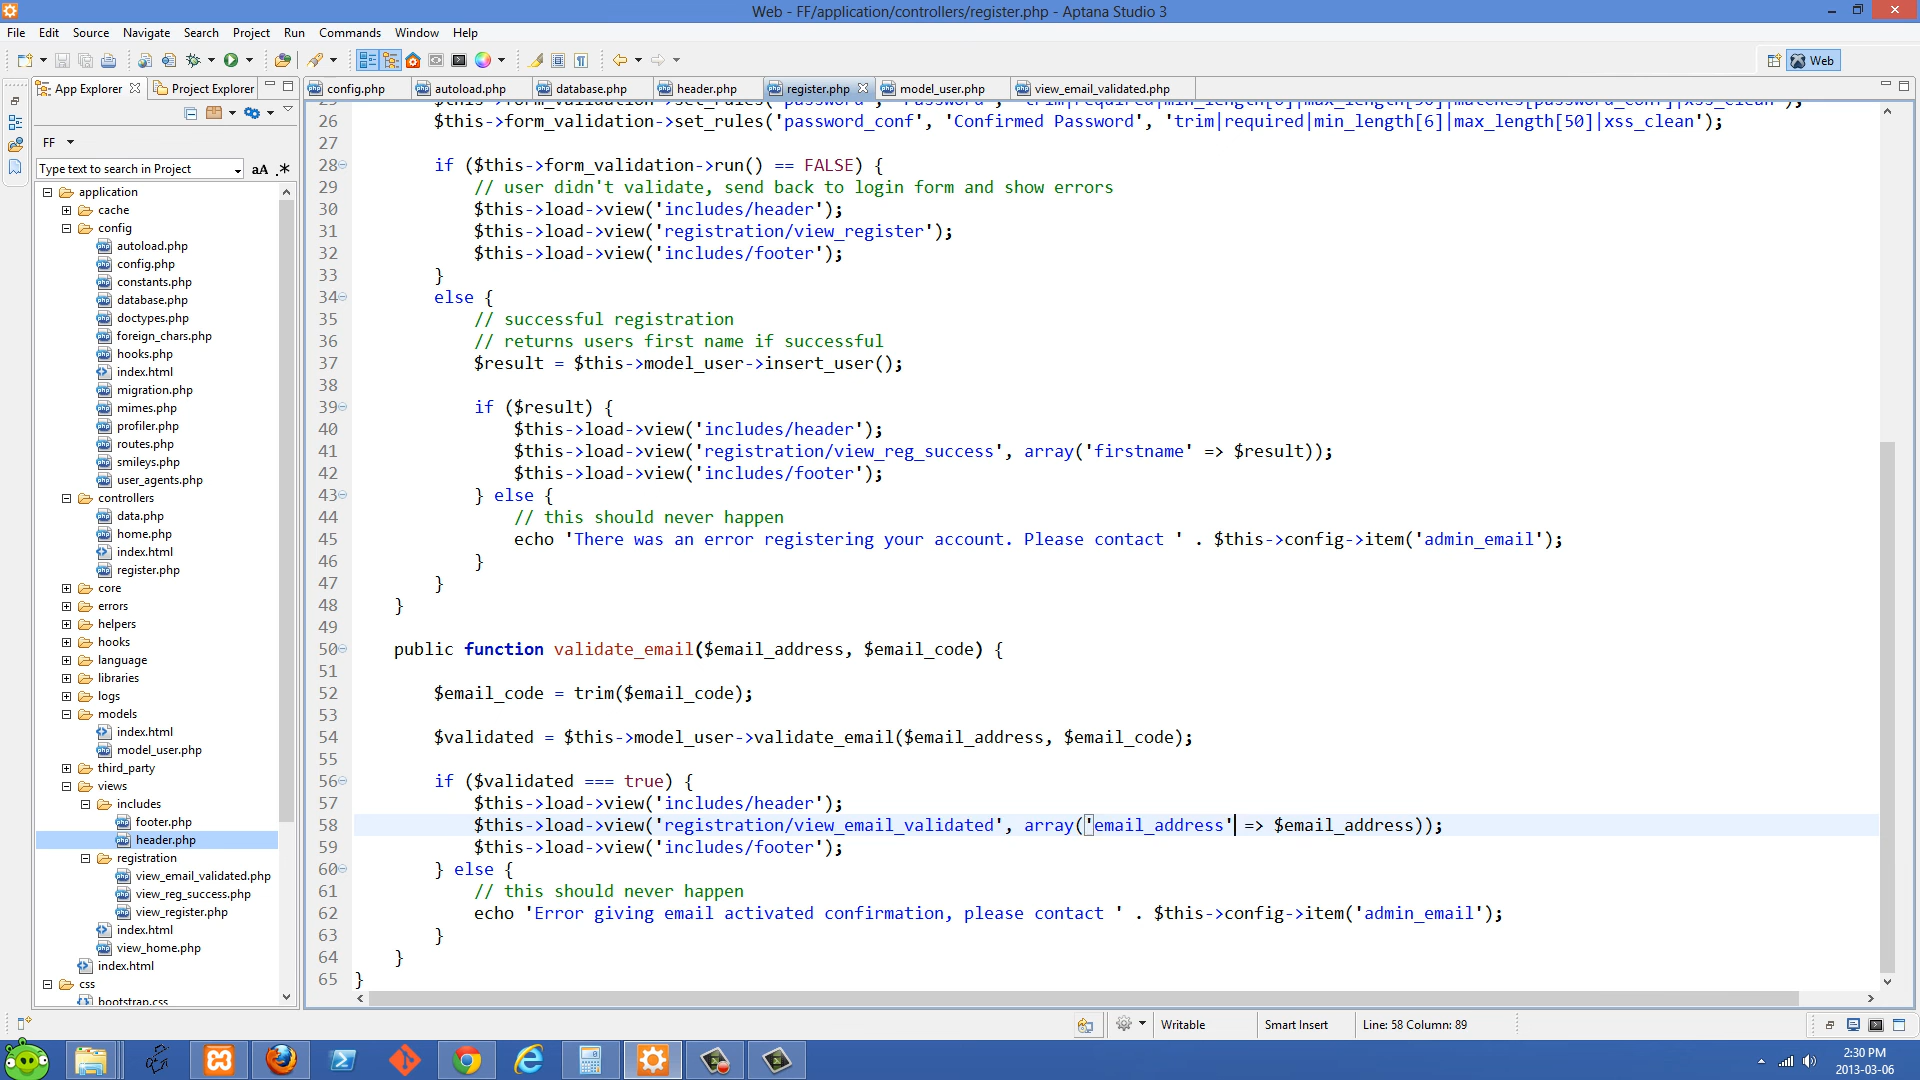 Web - FF/application/controllers/register.php - Aptana Studio 3
File Edit Source Navigate Search Project Run Commands Window Help
Web
App Explorer Project Explorer
config.php autoload.php database.php header.php register.php model_user.php view_email_validated.php
FF
Type text to search in Project
aA .*
application
cache
config
autoload.php
config.php
constants.php
database.php
doctypes.php
foreign_chars.php
hooks.php
index.html
migration.php
mimes.php
profiler.php
routes.php
smileys.php
user_agents.php
controllers
data.php
home.php
index.html
register.php
core
errors
helpers
hooks
language
libraries
logs
models
index.html
model_user.php
third_party
views
includes
footer.php
header.php
registration
view_email_validated.php
view_reg_success.php
view_register.php
index.html
view_home.php
index.html
css
bootstrap.css
25 $this->form_validation->set_rules('password', 'Password', 'trim|required|min_length[6]|max_length[50]|matches[password_conf]|xss_clean');
26 $this->form_validation->set_rules('password_conf', 'Confirmed Password', 'trim|required|min_length[6]|max_length[50]|xss_clean');
27
28 if ($this->form_validation->run() == FALSE) {
29 // user didn't validate, send back to login form and show errors
30 $this->load->view('includes/header');
31 $this->load->view('registration/view_register');
32 $this->load->view('includes/footer');
33 }
34 else {
35 // successful registration
36 // returns users first name if successful
37 $result = $this->model_user->insert_user();
38
39 if ($result) {
40 $this->load->view('includes/header');
41 $this->load->view('registration/view_reg_success', array('firstname' => $result));
42 $this->load->view('includes/footer');
43 } else {
44 // this should never happen
45 echo 'There was an error registering your account. Please contact ' . $this->config->item('admin_email');
46 }
47 }
48 }
49
50 public function validate_email($email_address, $email_code) {
51
52 $email_code = trim($email_code);
53
54 $validated = $this->model_user->validate_email($email_address, $email_code);
55
56 if ($validated === true) {
57 $this->load->view('includes/header');
58 $this->load->view('registration/view_email_validated', array('email_address' => $email_address));
59 $this->load->view('includes/footer');
60 } else {
61 // this should never happen
62 echo 'Error giving email activated confirmation, please contact ' . $this->config->item('admin_email');
63 }
64 }
65 }
Writable Smart Insert Line: 58 Column: 89
2:30 PM
2013-03-06